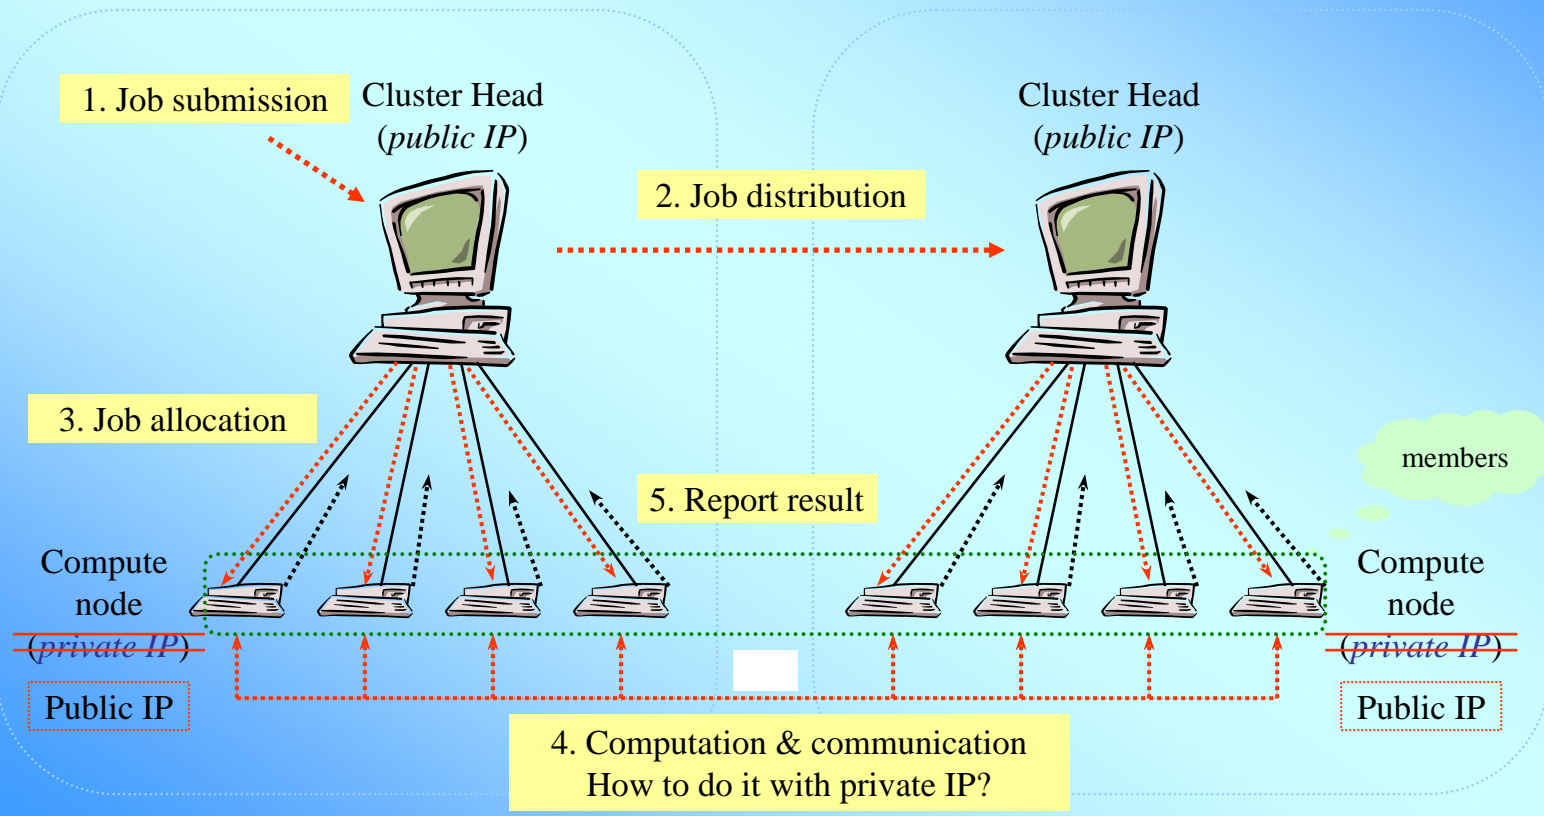 1. Job submission
Cluster Head
(public IP)
Cluster Head
(public IP)
2. Job distribution
3. Job allocation
members
5. Report result
Compute
node
(private IP)
Public IP
Compute
node
(private IP)
Public IP
4. Computation & communication
How to do it with private IP?